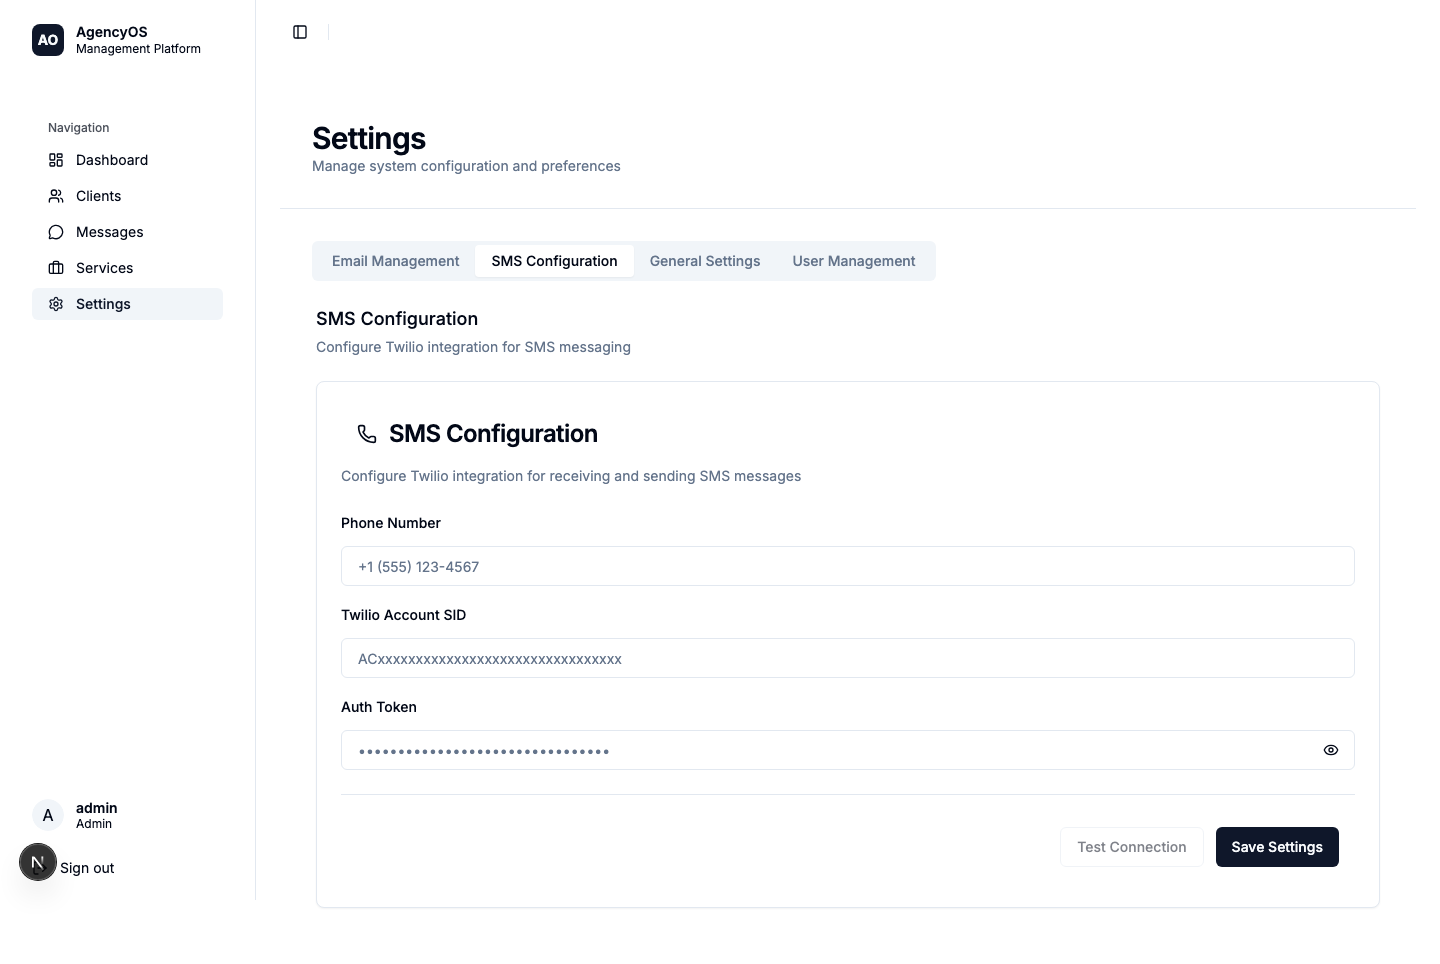 AO
AgencyOS
Management Platform
Navigation
Dashboard
Clients
Messages
Services
Settings
admin
Admin
A
N
Sign out
Settings
Manage system configuration and preferences
Email Management
SMS Configuration
General Settings
User Management
SMS Configuration
Configure Twilio integration for SMS messaging
SMS Configuration
Configure Twilio integration for receiving and sending SMS messages
Phone Number
+1 (555) 123-4567
Twilio Account SID
ACxxxxxxxxxxxxxxxxxxxxxxxxxxxxxxxx
Auth Token
••••••••••••••••••••••••••••••••
Test Connection
Save Settings